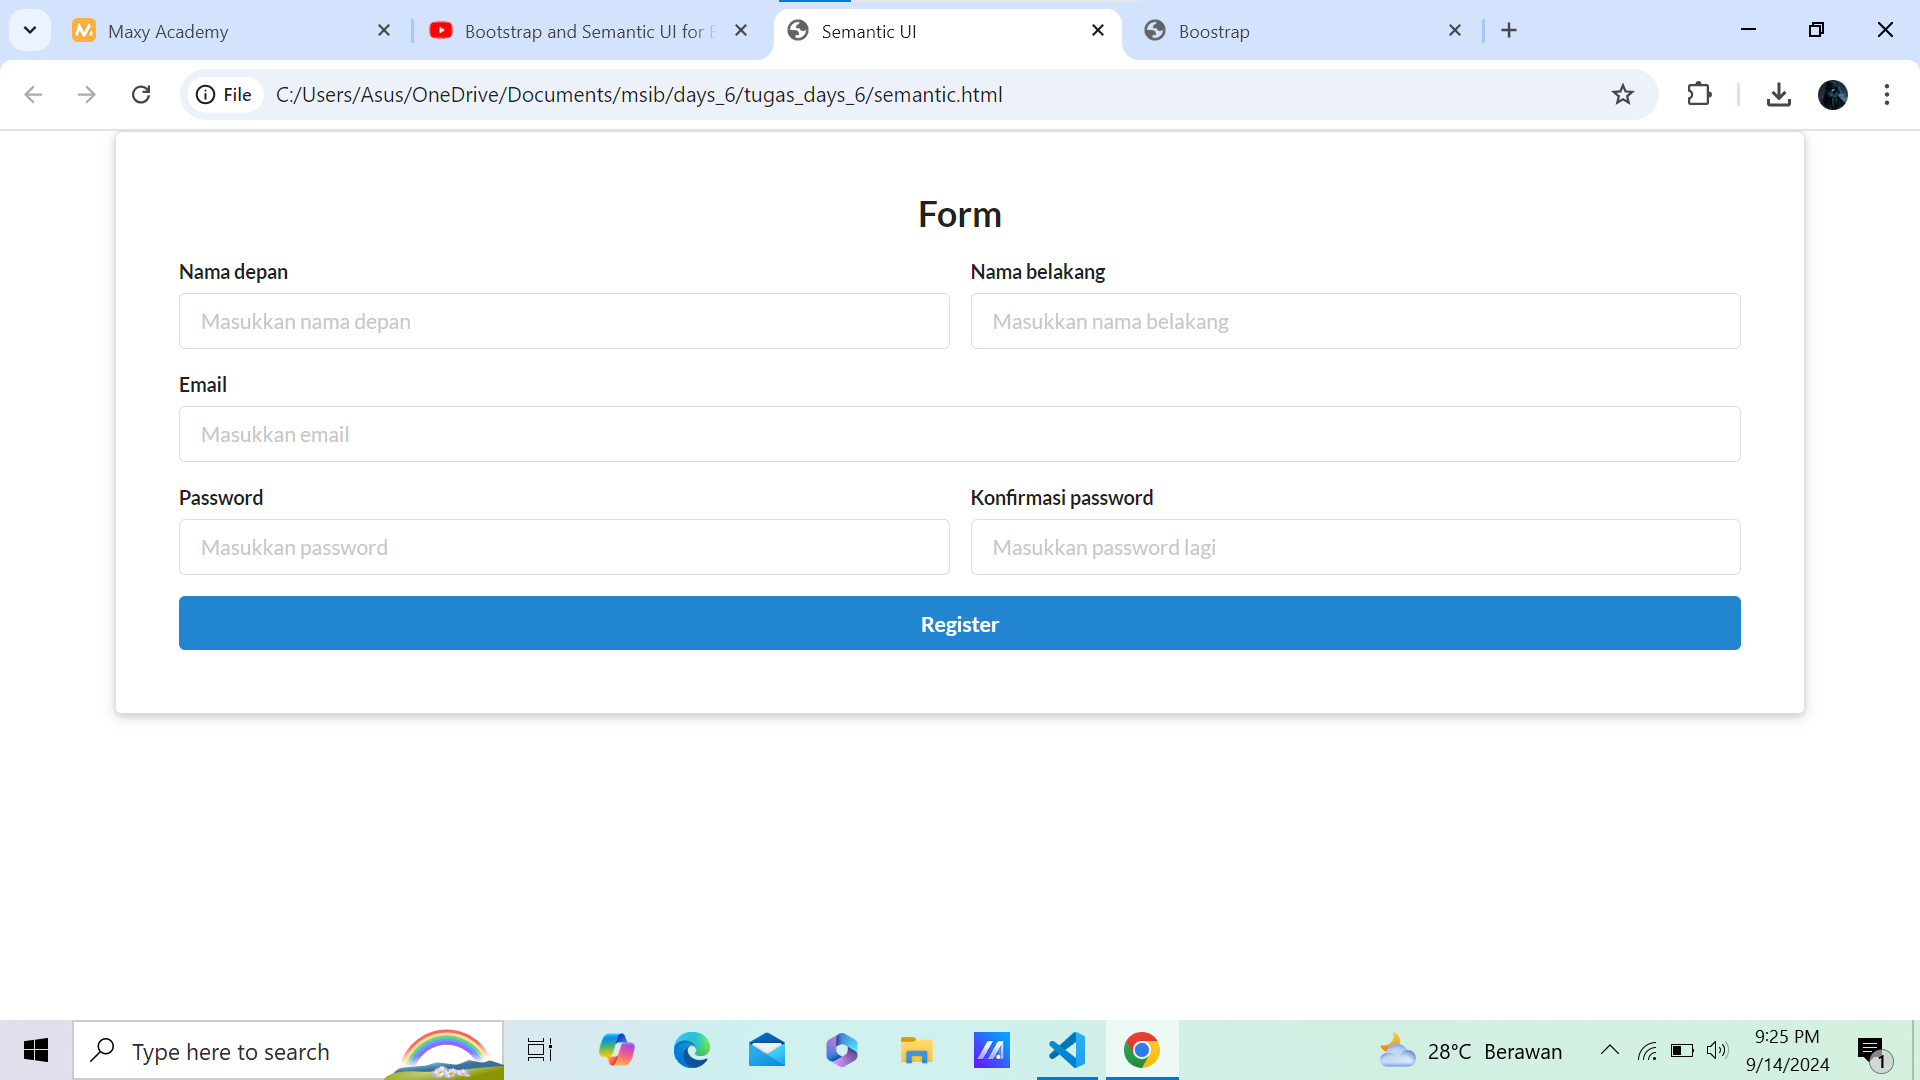 Maxy Academy
Bootstrap and Semantic UI for
Semantic UI
Boostrap
File
C:/Users/Asus/OneDrive/Documents/msib/days_6/tugas_days_6/semantic.html
Form
Nama depan
Nama belakang
Masukkan nama depan
Masukkan nama belakang
Email
Masukkan email
Password
Konfirmasi password
Masukkan password
Masukkan password lagi
Register
Type here to search
28°C Berawan
9:25 PM
9/14/2024
1